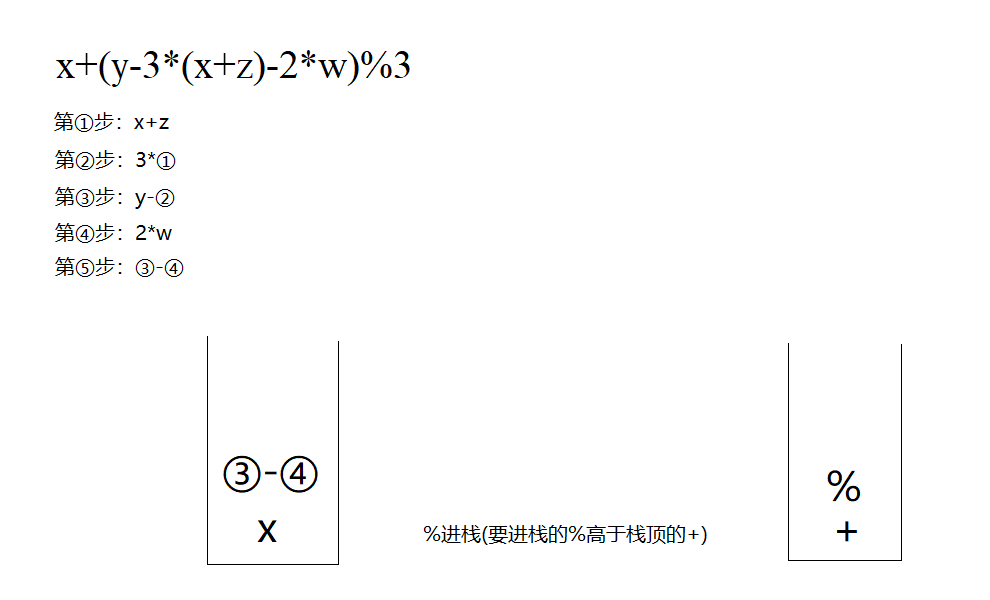 x+(y-3*(x+z)-2*w)%3
第①步：x+z
第②步：3*①
第③步：y-②
第④步：2*w
第⑤步：③-④
③-④
x
%进栈(要进栈的%高于栈顶的+)
%
+